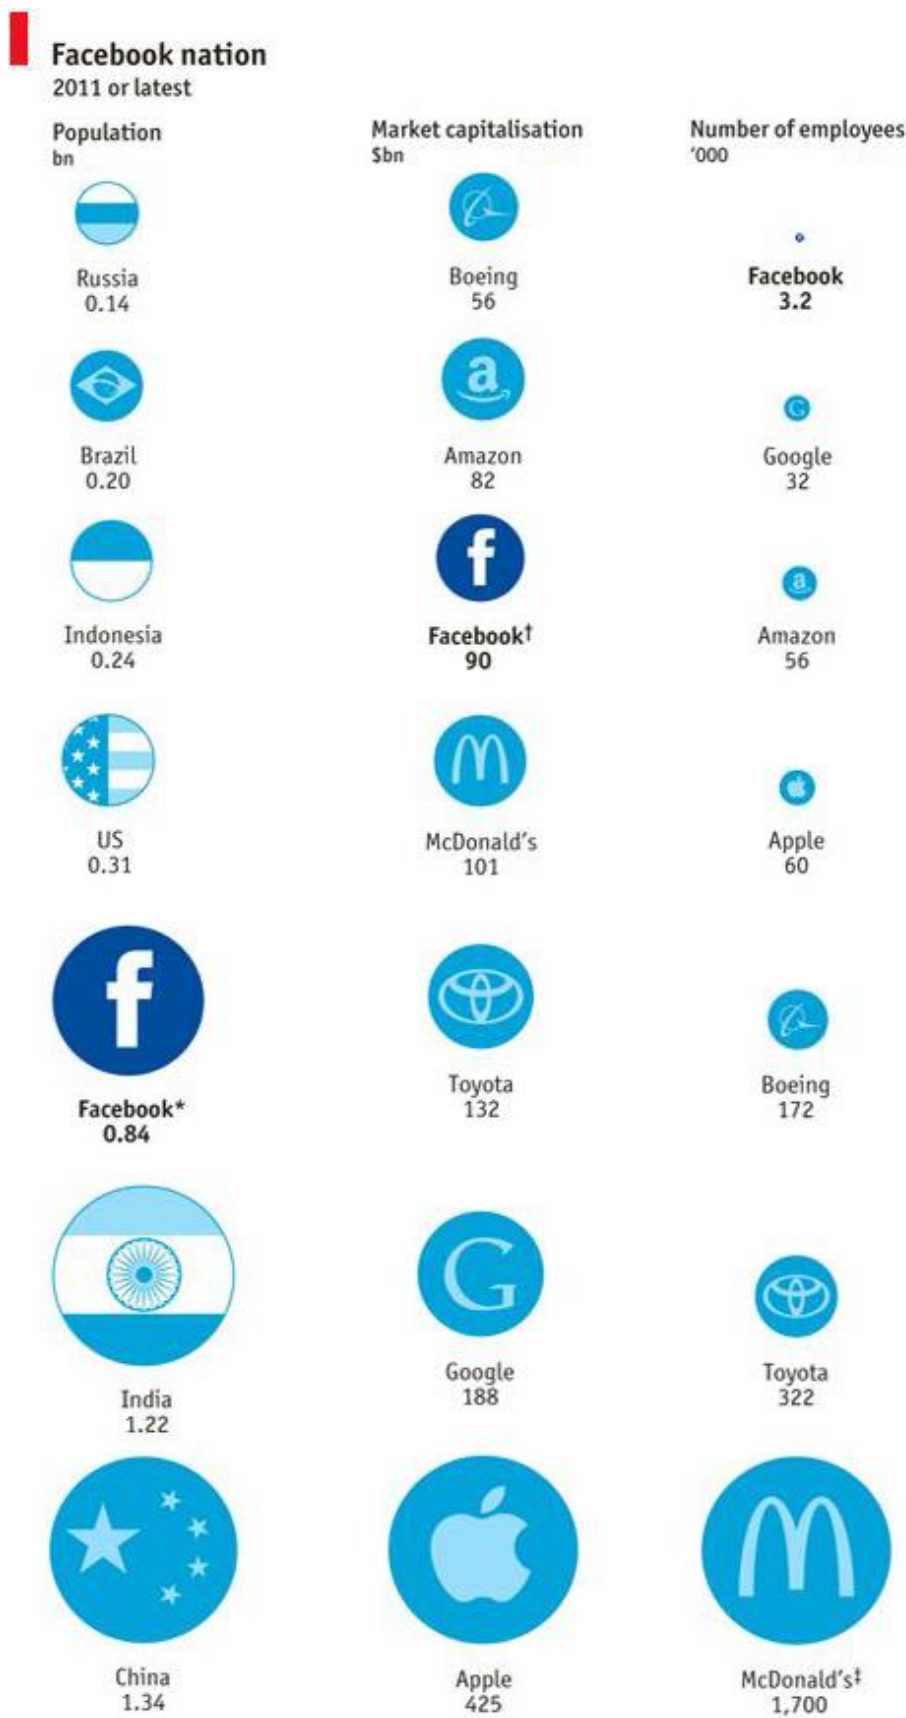 Facebook nation
2011 or latest
Population
bn
Russia
0.14
Brazil
0.20
Indonesia
0.24
US
0.31
f
Facebook*
0.84
India
1.22
China
1.34
Market capitalisation
$bn
Boeing
56
a
Amazon
82
f
Facebook†
90
M
McDonald's
101
Toyota
132
G
Google
188
Apple
425
Number of employees
'000
Facebook
3.2
G
Google
32
a
Amazon
56
Apple
60
Boeing
172
Toyota
322
M
McDonald's‡
1,700